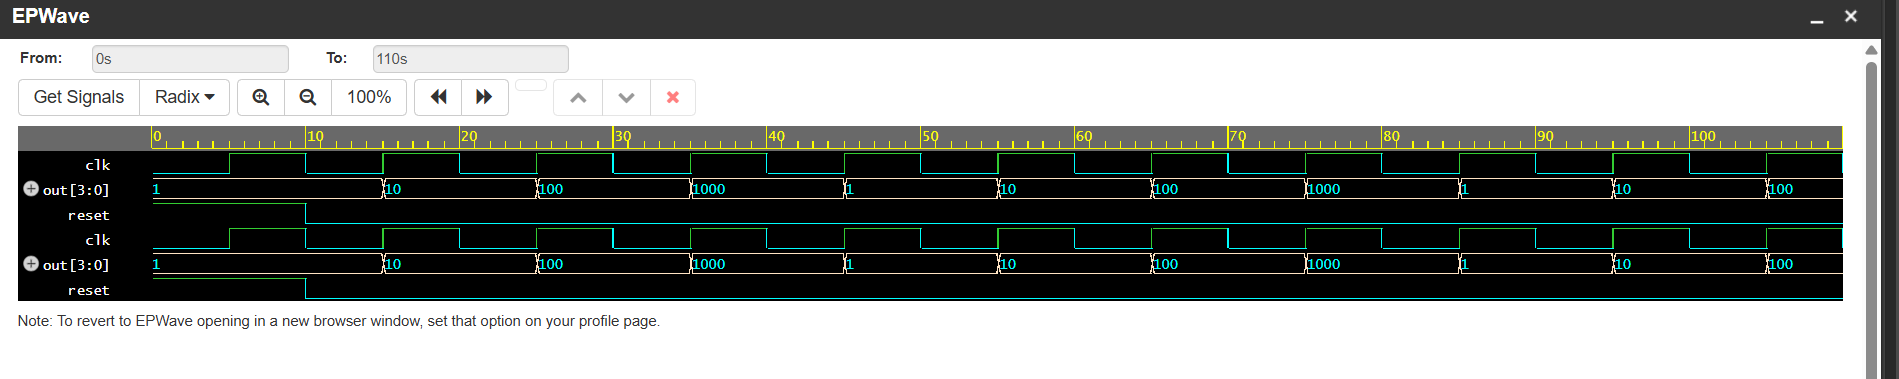 EPWave
From: 0s To: 110s
Get Signals Radix 100%
0 10 20 30 40 50 60 70 80 90 100
clk
out[3:0] 1 10 100 1000 1 10 100 1000 1 10 100
reset
clk
out[3:0] 1 10 100 1000 1 10 100 1000 1 10 100
reset
Note: To revert to EPWave opening in a new browser window, set that option on your profile page.